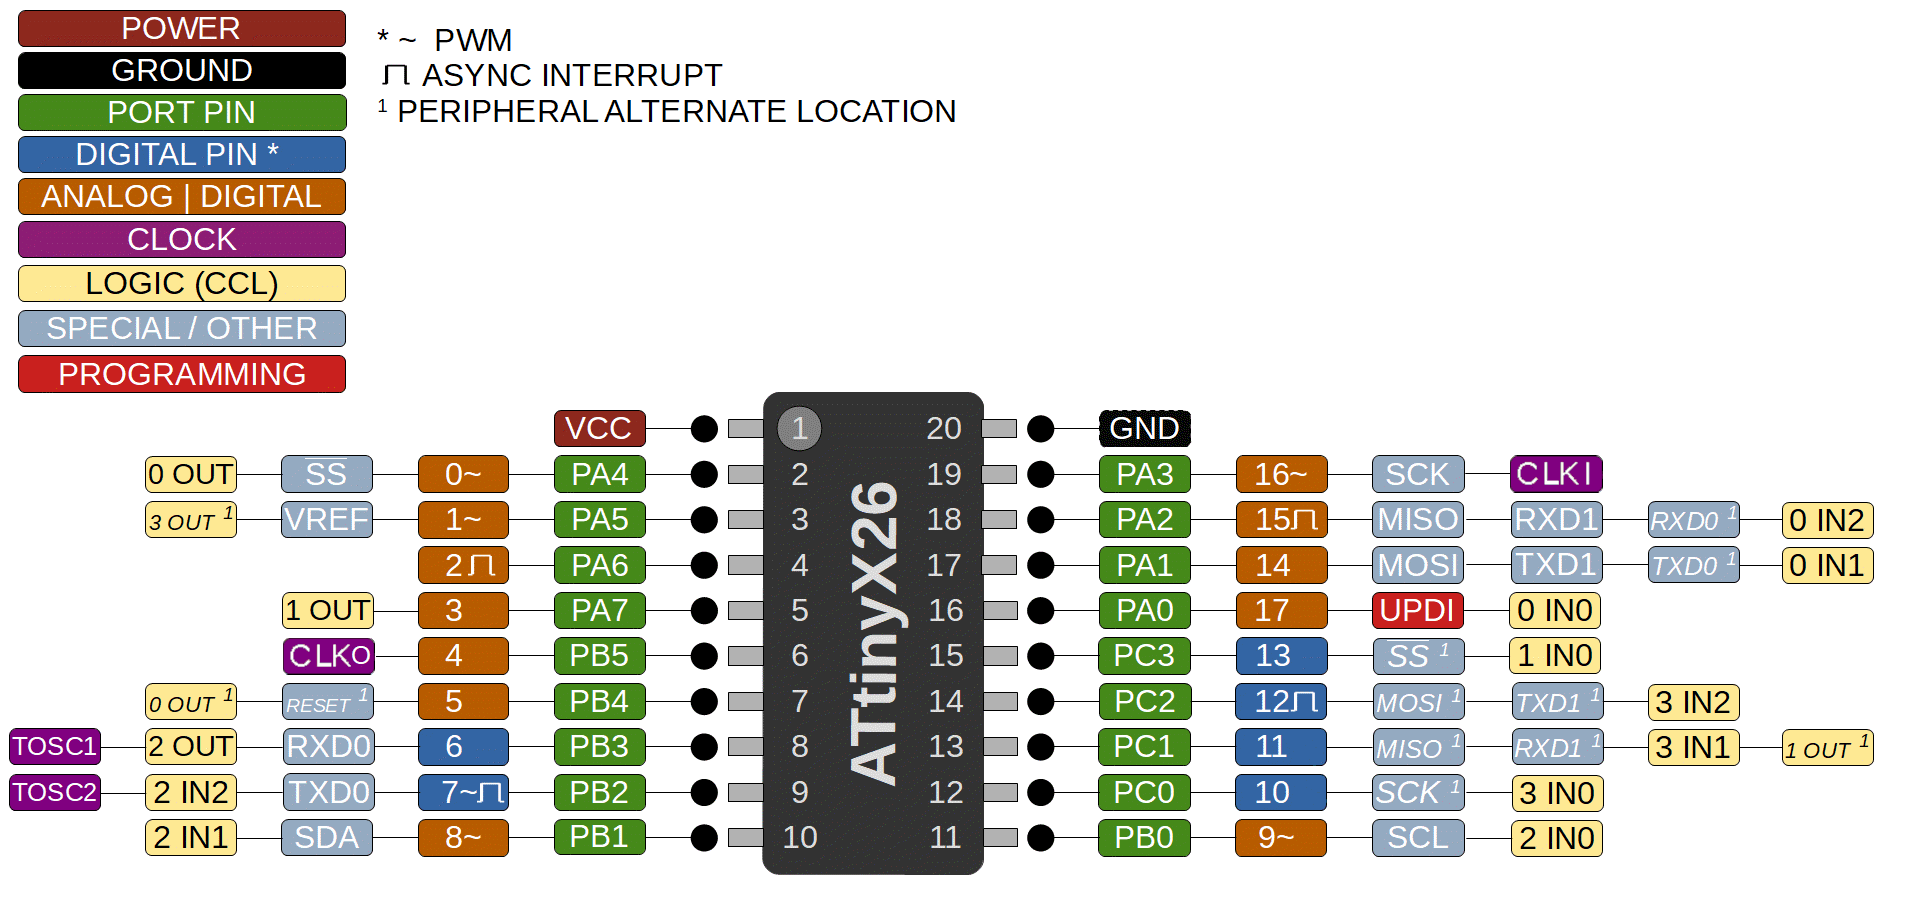 POWER
GROUND
PORT PIN
DIGITAL PIN *
ANALOG | DIGITAL
CLOCK
LOGIC (CCL)
SPECIAL / OTHER
PROGRAMMING
* ~ PWM
ASYNC INTERRUPT
1 PERIPHERAL ALTERNATE LOCATION
VCC 1 20 GND
0 OUT SS 0~ PA4 2 19 PA3 16~ SCK CLKI
3 OUT 1 VREF 1~ PA5 3 18 PA2 15 MISO RXD1 RXD0 1 0 IN2
2 PA6 4 17 PA1 14 MOSI TXD1 TXD0 1 0 IN1
1 OUT 3 PA7 5 16 PA0 17 UPDI 0 IN0
CLKO 4 PB5 6 15 PC3 13 SS 1 1 IN0
0 OUT 1 RESET 1 5 PB4 7 14 PC2 12 MOSI 1 TXD1 1 3 IN2
TOSC1 2 OUT RXD0 6 PB3 8 13 PC1 11 MISO 1 RXD1 1 3 IN1 1 OUT 1
TOSC2 2 IN2 TXD0 7~ PB2 9 12 PC0 10 SCK 1 3 IN0
2 IN1 SDA 8~ PB1 10 11 PB0 9~ SCL 2 IN0
ATtinyX26